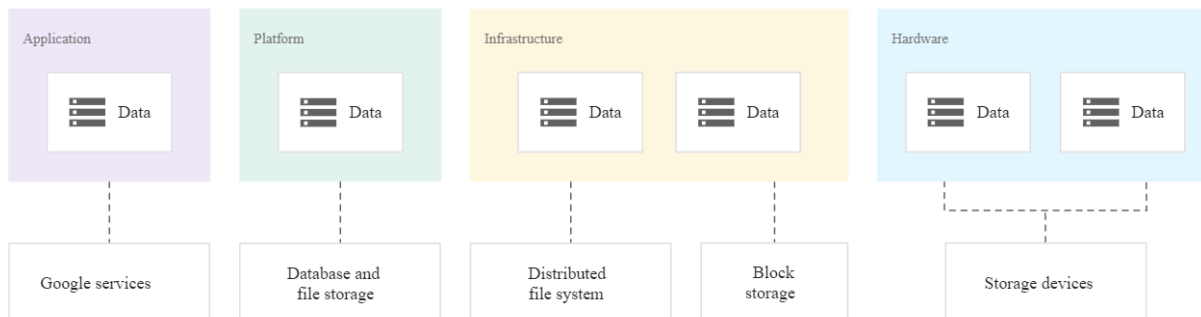 Application
Platform
Infrastructure
Hardware
Data
Data
Data
Data
Data
Data
Google services
Database and
file storage
Distributed
file system
Block
storage
Storage devices